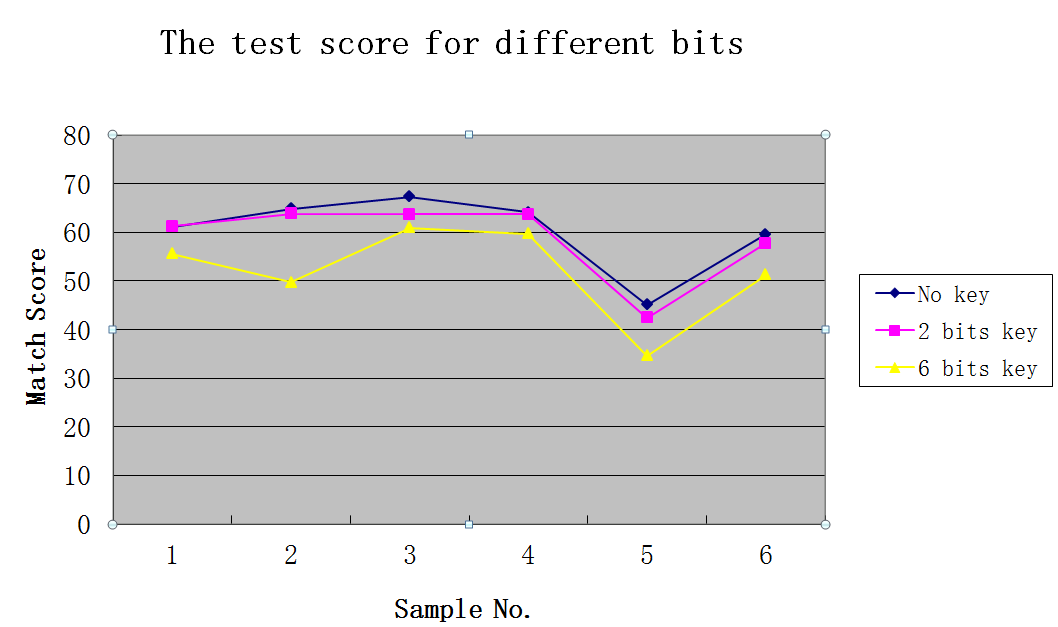 The test score for different bits
80
70
60
50
40
30
20
10
0
Match Score
1 2 3 4 5 6
Sample No.
No key
2 bits key
6 bits key